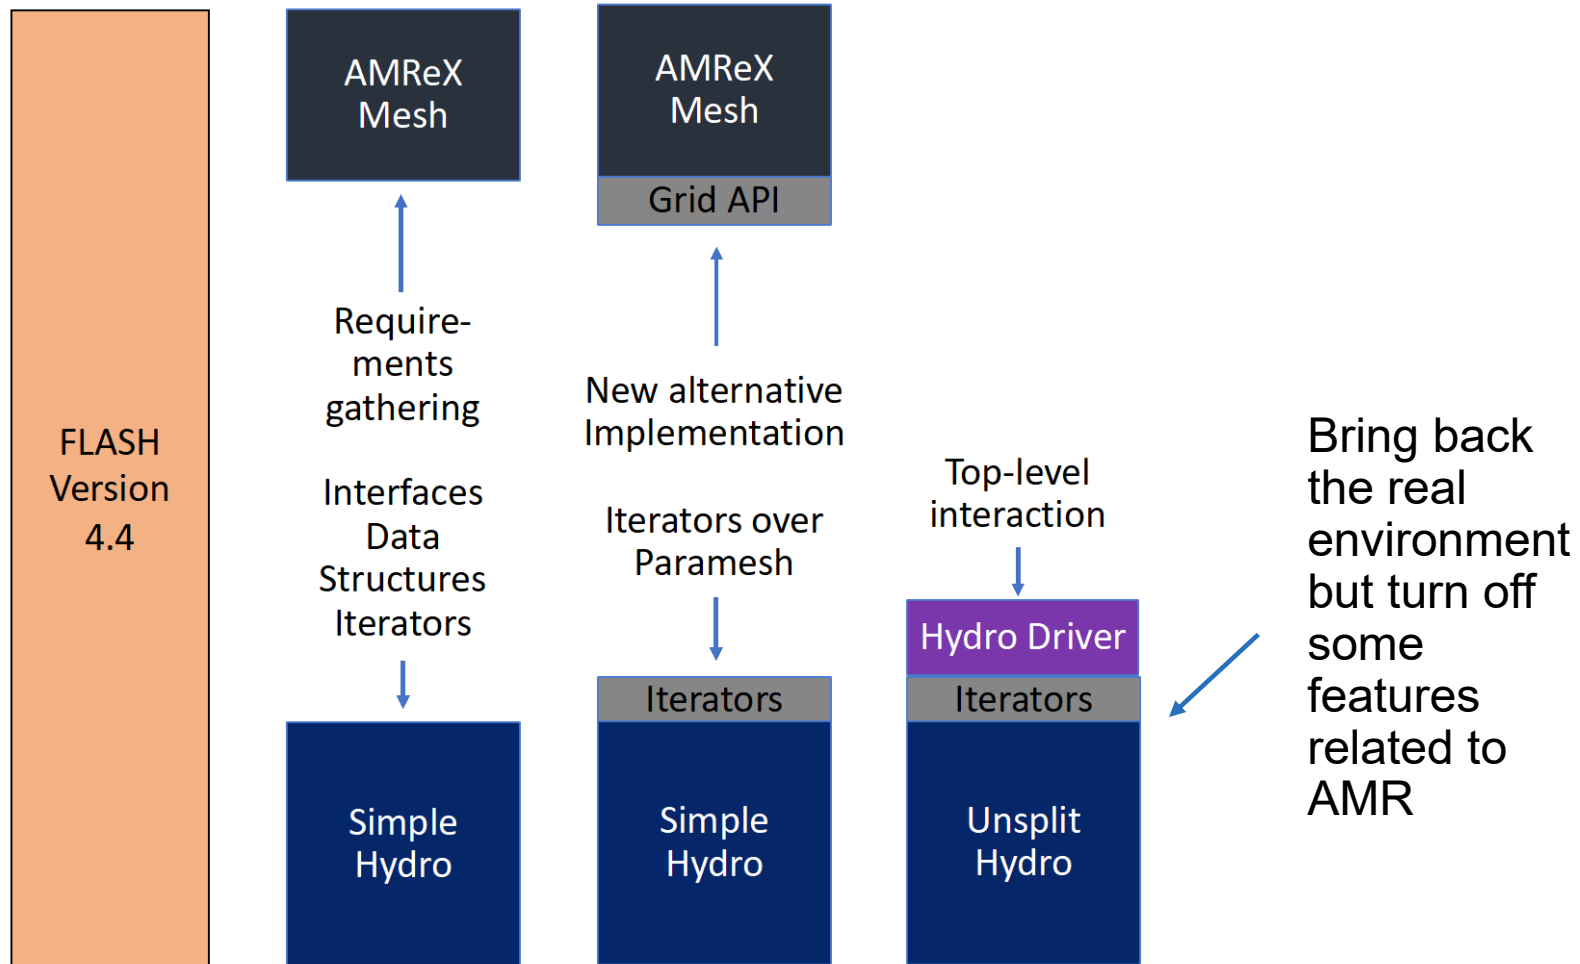 FLASH
Version
4.4
AMReX
Mesh
Require-
ments
gathering
Interfaces
Data
Structures
Iterators
Simple
Hydro
AMReX
Mesh
Grid API
New alternative
Implementation
Iterators over
Paramesh
Iterators
Simple
Hydro
Top-level
interaction
Hydro Driver
Iterators
Unsplit
Hydro
Bring back
the real
environment
but turn off
some
features
related to
AMR